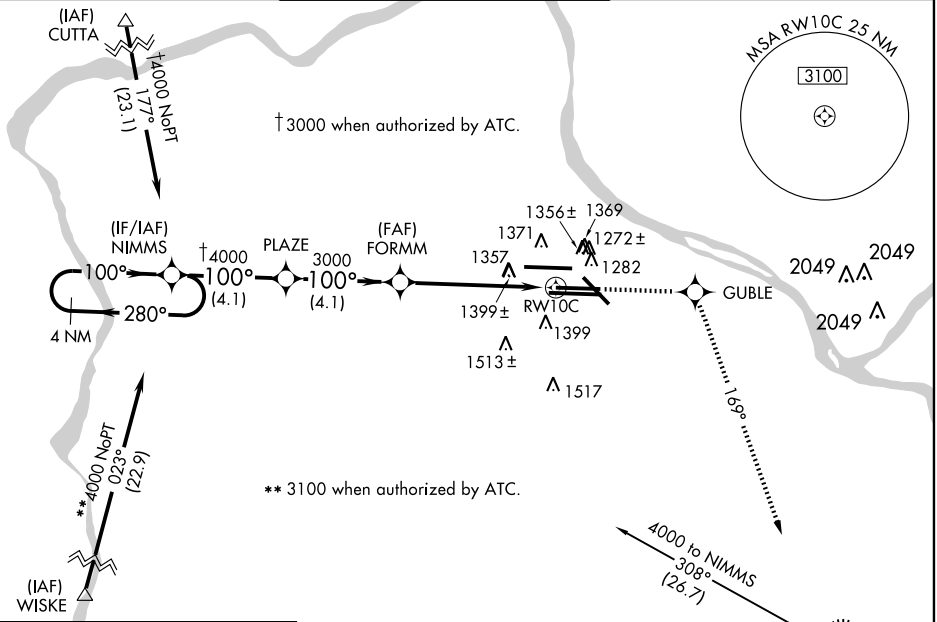 (IAF)
CUTTA
†4000 NoPT
177°
(23.1)
MSA RW10C 25 NM
3100
†3000 when authorized by ATC.
(IF/IAF)
NIMMS
†4000
100°
(4.1)
PLAZE
3000
100°
(4.1)
(FAF)
FORMM
100°
280°
4 NM
1356±
1369
1371
1272±
1357
1282
1399±
RW10C
1399
1513±
1517
GUBLE
2049
2049
2049
169°
**4000 NoPT
023°
(22.9)
** 3100 when authorized by ATC.
(IAF)
WISKE
4000 to NIMMS
308°
(26.7)